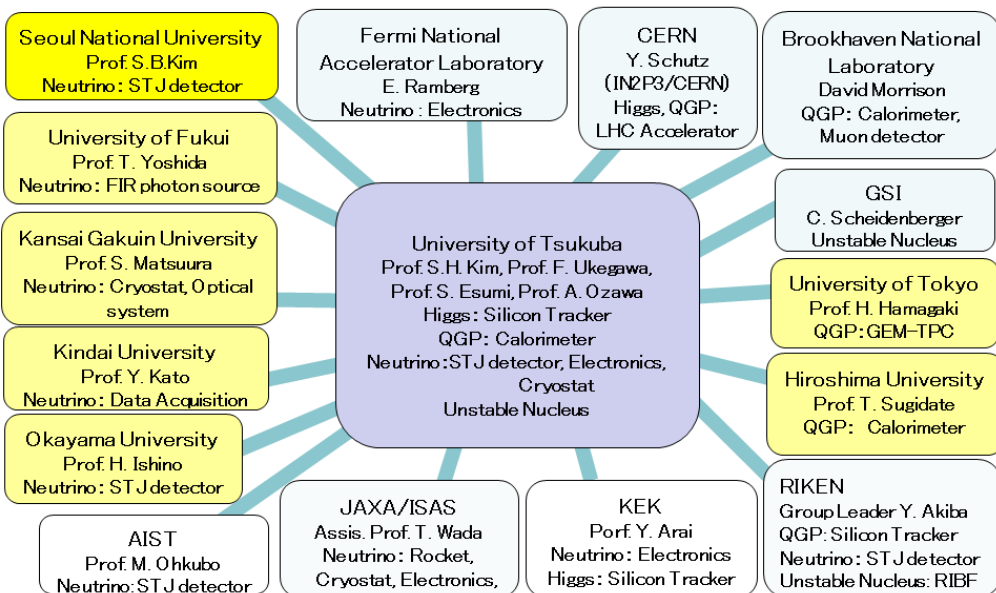 Seoul National University
Prof. S.B.Kim
Neutrino: STJ detector
Fermi National
Accelerator Laboratory
E. Ramberg
Neutrino : Electronics
CERN
Y. Schutz
(IN2P3/CERN)
Higgs, QGP:
LHC Accelerator
Brookhaven National
Laboratory
David Morrison
QGP: Calorimeter,
Muon detector
University of Fukui
Prof. T. Yoshida
Neutrino: FIR photon source
GSI
C. Scheidenberger
Unstable Nucleus
Kansai Gakuin University
Prof. S. Matsuura
Neutrino: Cryostat, Optical
system
University of Tsukuba
Prof. S.H. Kim, Prof. F. Ukegawa,
Prof. S. Esumi, Prof. A. Ozawa
Higgs: Silicon Tracker
QGP: Calorimeter
Neutrino:STJ detector, Electronics,
Cryostat
Unstable Nucleus
University of Tokyo
Prof. H. Hamagaki
QGP:GEM-TPC
Kindai University
Prof. Y. Kato
Neutrino: Data Acquisition
Hiroshima University
Prof. T. Sugidate
QGP: Calorimeter
Okayama University
Prof. H. Ishino
Neutrino: STJ detector
AIST
Prof. M. Ohkubo
Neutrino:STJ detector
JAXA/ISAS
Assis. Prof. T. Wada
Neutrino: Rocket,
Cryostat, Electronics,
KEK
Porf. Y. Arai
Neutrino: Electronics
Higgs: Silicon Tracker
RIKEN
Group Leader Y. Akiba
QGP: Silicon Tracker
Neutrino: STJ detector
Unstable Nucleus: RIBF